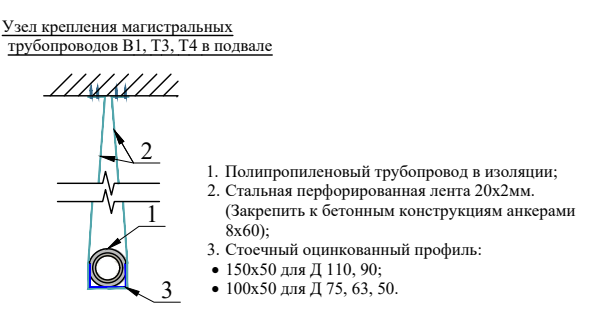 Узел крепления магистральных
трубопроводов В1, Т3, Т4 в подвале
2
1
3
1. Полипропиленовый трубопровод в изоляции;
2. Стальная перфорированная лента 20х2мм.
(Закрепить к бетонным конструкциям анкерами
8х60);
3. Стоечный оцинкованный профиль:
• 150х50 для Д 110, 90;
• 100х50 для Д 75, 63, 50.